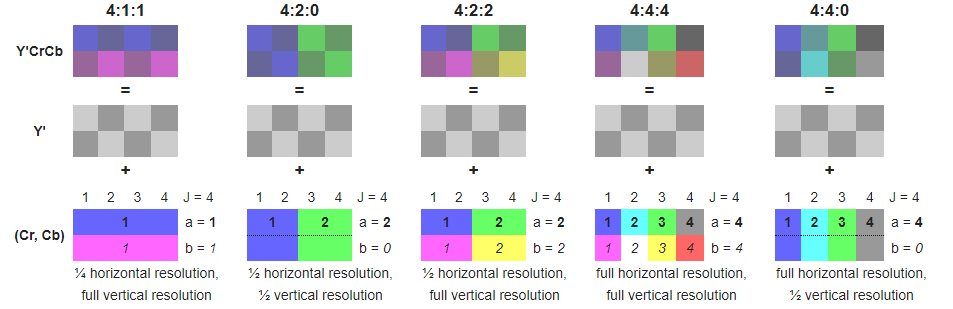 4:1:1 4:2:0 4:2:2 4:4:4 4:4:0
Y'CrCb
= = = = =
Y'
+ + + + +
1 2 3 4 J = 4 1 2 3 4 J = 4 1 2 3 4 J = 4 1 2 3 4 J = 4 1 2 3 4 J = 4
(Cr, Cb)
1 a = 1 1 2 a = 2 1 2 a = 2 1 2 3 4 a = 4 1 2 3 4 a = 4
1 b = 1 b = 0 1 2 b = 2 1 2 3 4 b = 4 b = 0
¼ horizontal resolution, ½ horizontal resolution, ½ horizontal resolution, full horizontal resolution, full horizontal resolution,
full vertical resolution ½ vertical resolution full vertical resolution full vertical resolution ½ vertical resolution